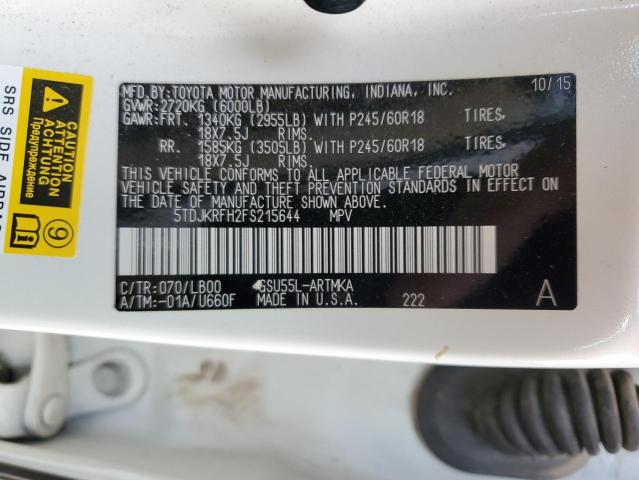 MFD.BY:TOYOTA MOTOR MANUFACTURING, INDIANA, INC. 10/15
GVWR:2720KG (6000LB)
GAWR:FRT. 1340KG (2955LB) WITH P245/60R18 TIRES,
18X7.5J RIMS.
RR. 1585KG (3505LB) WITH P245/60R18 TIRES,
18X7.5J RIMS.
THIS VEHICLE CONFORMS TO ALL APPLICABLE FEDERAL MOTOR
VEHICLE SAFETY AND THEFT PREVENTION STANDARDS IN EFFECT ON
THE DATE OF MANUFACTURE SHOWN ABOVE.
5TDJKRFH2FS215644 MPV
C/TR:070/LB00 GSU55L-ARTMKA
A/TM:-01A/U660F MADE IN U.S.A. 222 A
CAUTION
ATTENTION
Предупреждение
9
SRS SIDE AIRBAG